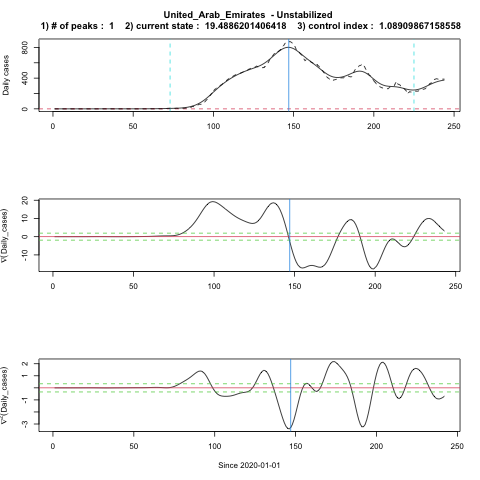 United_Arab_Emirates - Unstabilized
1) # of peaks : 1 2) current state : 19.4886201406418 3) control index : 1.08909867158558
Daily cases
800
400
0
0 50 100 150 200 250
∇(Daily_cases)
20
10
0
-10
0 50 100 150 200 250
∇²(Daily_cases)
2
1
-1
-3
0 50 100 150 200 250
Since 2020-01-01